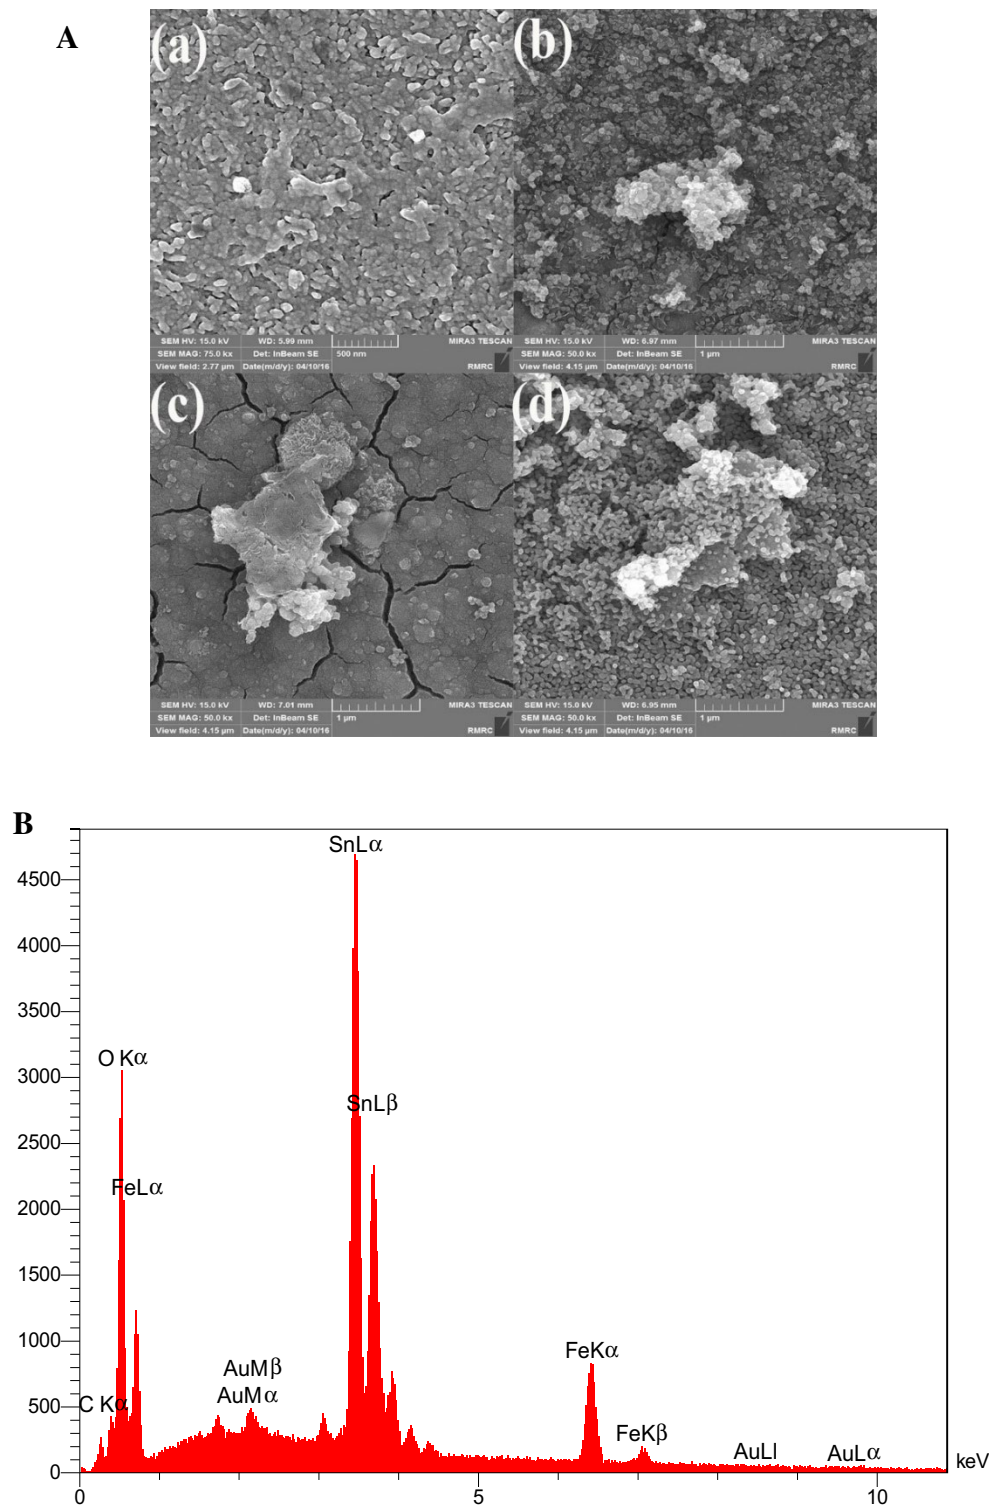 A
(a)
(b)
SEM HV: 15.0 kV WD: 5.99 mm MIRA3 TESCAN
SEM MAG: 75.0 kx Det: InBeam SE 500 nm
View field: 2.77 µm Date(m/d/y): 04/10/16 RMRC
SEM HV: 15.0 kV WD: 6.97 mm MIRA3 TESCAN
SEM MAG: 50.0 kx Det: InBeam SE 1 µm
View field: 4.15 µm Date(m/d/y): 04/10/16 RMRC
(c)
(d)
SEM HV: 15.0 kV WD: 7.01 mm MIRA3 TESCAN
SEM MAG: 50.0 kx Det: InBeam SE 1 µm
View field: 4.15 µm Date(m/d/y): 04/10/16 RMRC
SEM HV: 15.0 kV WD: 6.95 mm MIRA3 TESCAN
SEM MAG: 50.0 kx Det: InBeam SE 1 µm
View field: 4.15 µm Date(m/d/y): 04/10/16 RMRC
B
SnLα
4500
4000
3500
O Kα
3000
SnLβ
2500
FeLα
2000
1500
1000
FeKα
AuMβ
AuMα
500
C Kα
FeKβ
AuLl
AuLα
0
keV
0 5 10